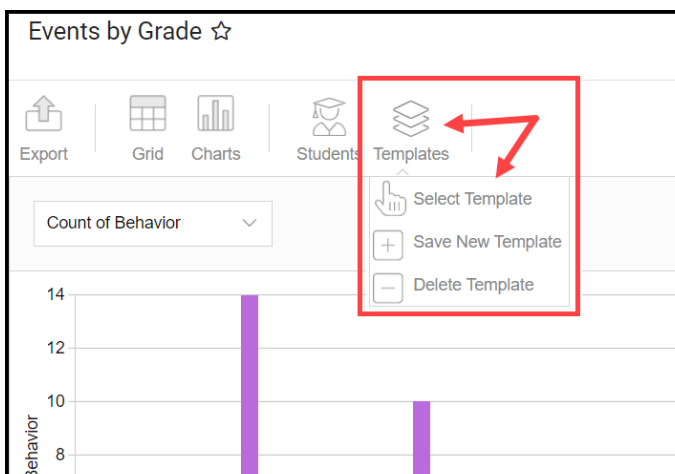 Events by Grade
Export
Grid
Charts
Students
Templates
Select Template
Save New Template
Delete Template
Count of Behavior
14
12
10
8